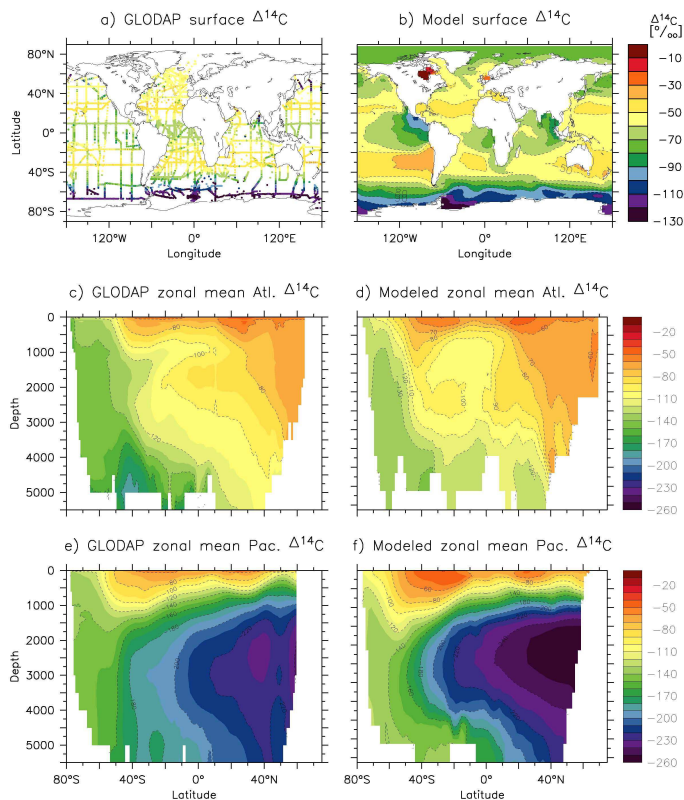 a) GLODAP surface Δ14C
b) Model surface Δ14C
Δ14C
[°/‰]
80°N
40°N
0°
40°S
80°S
Latitude
120°W 0° 120°E
Longitude
120°W 0° 120°E
Longitude
-10
-30
-50
-70
-90
-110
-130
c) GLODAP zonal mean Atl. Δ14C
d) Modeled zonal mean Atl. Δ14C
0
1000
2000
3000
4000
5000
Depth
-20
-50
-80
-110
-140
-170
-200
-230
-260
e) GLODAP zonal mean Pac. Δ14C
f) Modeled zonal mean Pac. Δ14C
0
1000
2000
3000
4000
5000
Depth
80°S 40°S 0° 40°N
Latitude
80°S 40°S 0° 40°N
Latitude
-20
-50
-80
-110
-140
-170
-200
-230
-260